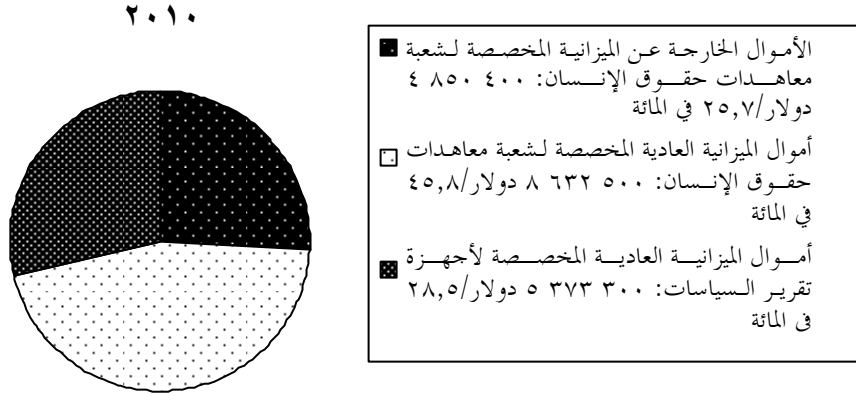 ٢٠١٠
الأموال الخارجة عن الميزانية المخصصة لشعبة
معاهدات حقوق الإنسان: ٤٠٠ ٨٥٠ ٤
دولار/٢٥,٧ في المائة
أموال الميزانية العادية المخصصة لشعبة معاهدات
حقوق الإنسان: ٥٠٠ ٦٣٢ ٨ دولار/٤٥,٨
في المائة
أموال الميزانية العادية المخصصة لأجهزة
تقرير السياسات: ٣٠٠ ٣٧٣ ٥ دولار/٢٨,٥
في المائة